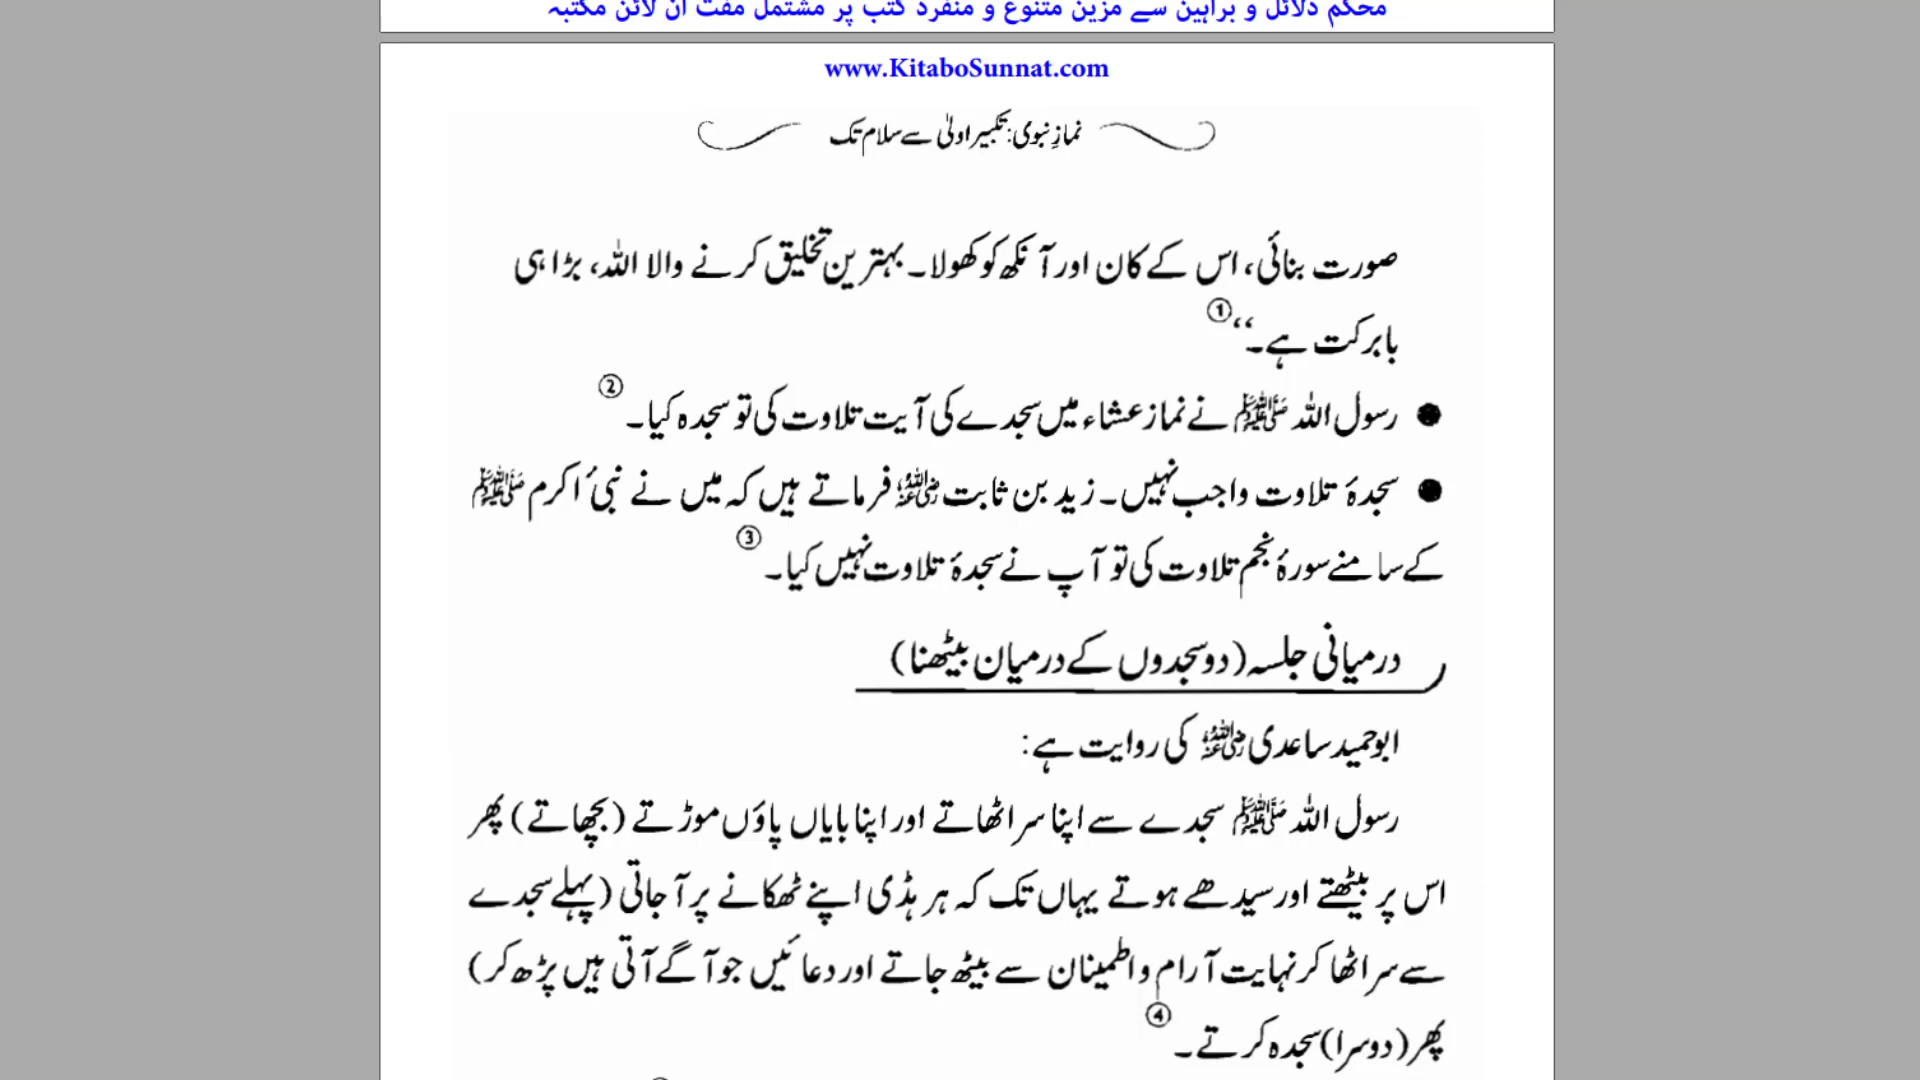 محکم دلائل و براہین سے مزین متنوع و منفرد کتب پر مشتمل مفت ان لائن مکتبہ
www.KitaboSunnat.com
نمازِ نبوی: تکبیر اولیٰ سے سلام تک
صورت بنائی، اس کے کان اور آنکھ کو کھولا۔ بہترین تخلیق کرنے والا اللہ، بڑا ہی
بابرکت ہے۔‘‘ ①
● رسول اللہ ﷺ نے نماز عشاء میں سجدے کی آیت تلاوت کی تو سجدہ کیا۔ ②
● سجدۂ تلاوت واجب نہیں۔ زید بن ثابت رضی اللہ عنہ فرماتے ہیں کہ میں نے نبیٔ اکرم ﷺ
کے سامنے سورۂ نجم تلاوت کی تو آپ نے سجدۂ تلاوت نہیں کیا۔ ③
درمیانی جلسہ (دو سجدوں کے درمیان بیٹھنا)
ابوحمید ساعدی رضی اللہ عنہ کی روایت ہے:
رسول اللہ ﷺ سجدے سے اپنا سر اٹھاتے اور اپنا بایاں پاؤں موڑتے (بچھاتے) پھر
اس پر بیٹھتے اور سیدھے ہوتے یہاں تک کہ ہر ہڈی اپنے ٹھکانے پر آجاتی (پہلے سجدے
سے سر اٹھا کر نہایت آرام و اطمینان سے بیٹھ جاتے اور دعائیں جو آگے آتی ہیں پڑھ کر)
پھر (دوسرا) سجدہ کرتے۔ ④